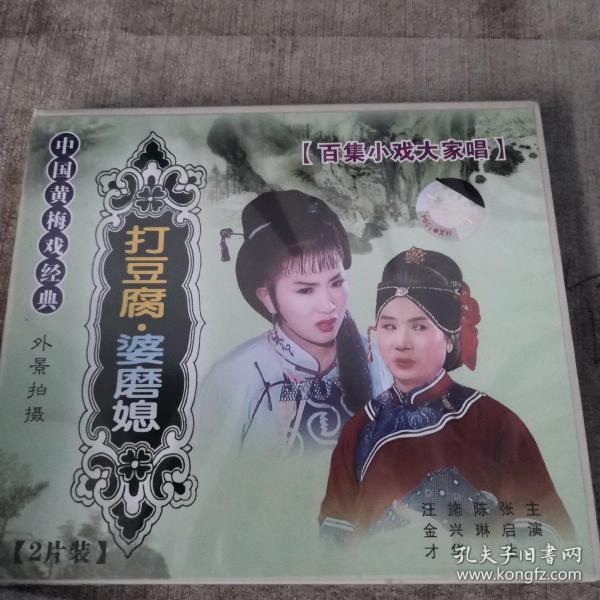 【百集小戏大家唱】
中国黄梅戏经典
外景拍摄
打豆腐·婆磨媳
【2片装】
主演
张启
陈琳
施兴华
汪金才
孔夫子旧书网
www.kongfz.com